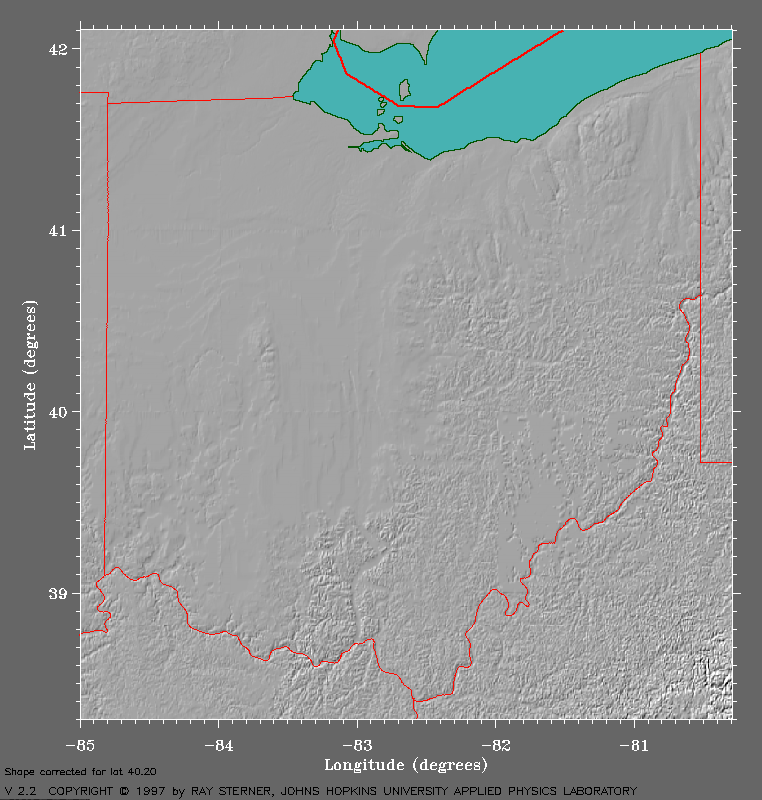 42
41
40
39
Latitude (degrees)
−85 −84 −83 −82 −81
Longitude (degrees)
Shape corrected for lat 40.20
V 2.2 COPYRIGHT © 1997 by RAY STERNER, JOHNS HOPKINS UNIVERSITY APPLIED PHYSICS LABORATORY